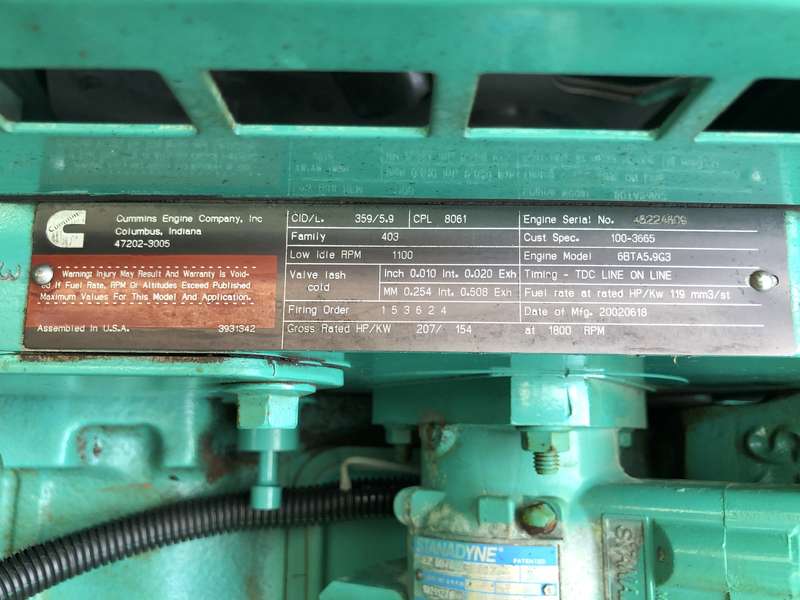 Cummins
Cummins Engine Company, Inc
Columbus, Indiana
47202-3005
Warning: Injury May Result And Warranty Is Void-
ed If Fuel Rate, RPM Or Altitudes Exceed Published
Maximum Values For This Model And Application.
Assembled in U.S.A. 3931342
CID/L. 359/5.9 CPL 8061
Family 403
Low Idle RPM 1100
Valve lash cold Inch 0.010 Int. 0.020 Exh
MM 0.254 Int. 0.508 Exh
Firing Order 1 5 3 6 2 4
Gross Rated HP/KW 207/ 154 at 1800 RPM
Engine Serial No.
Cust Spec. 100-3665
Engine Model 6BTA5.9G3
Timing - TDC LINE ON LINE
Fuel rate at rated HP/Kw 119 mm3/st
Date of Mfg. 20020618
STANADYNE
PATENTED